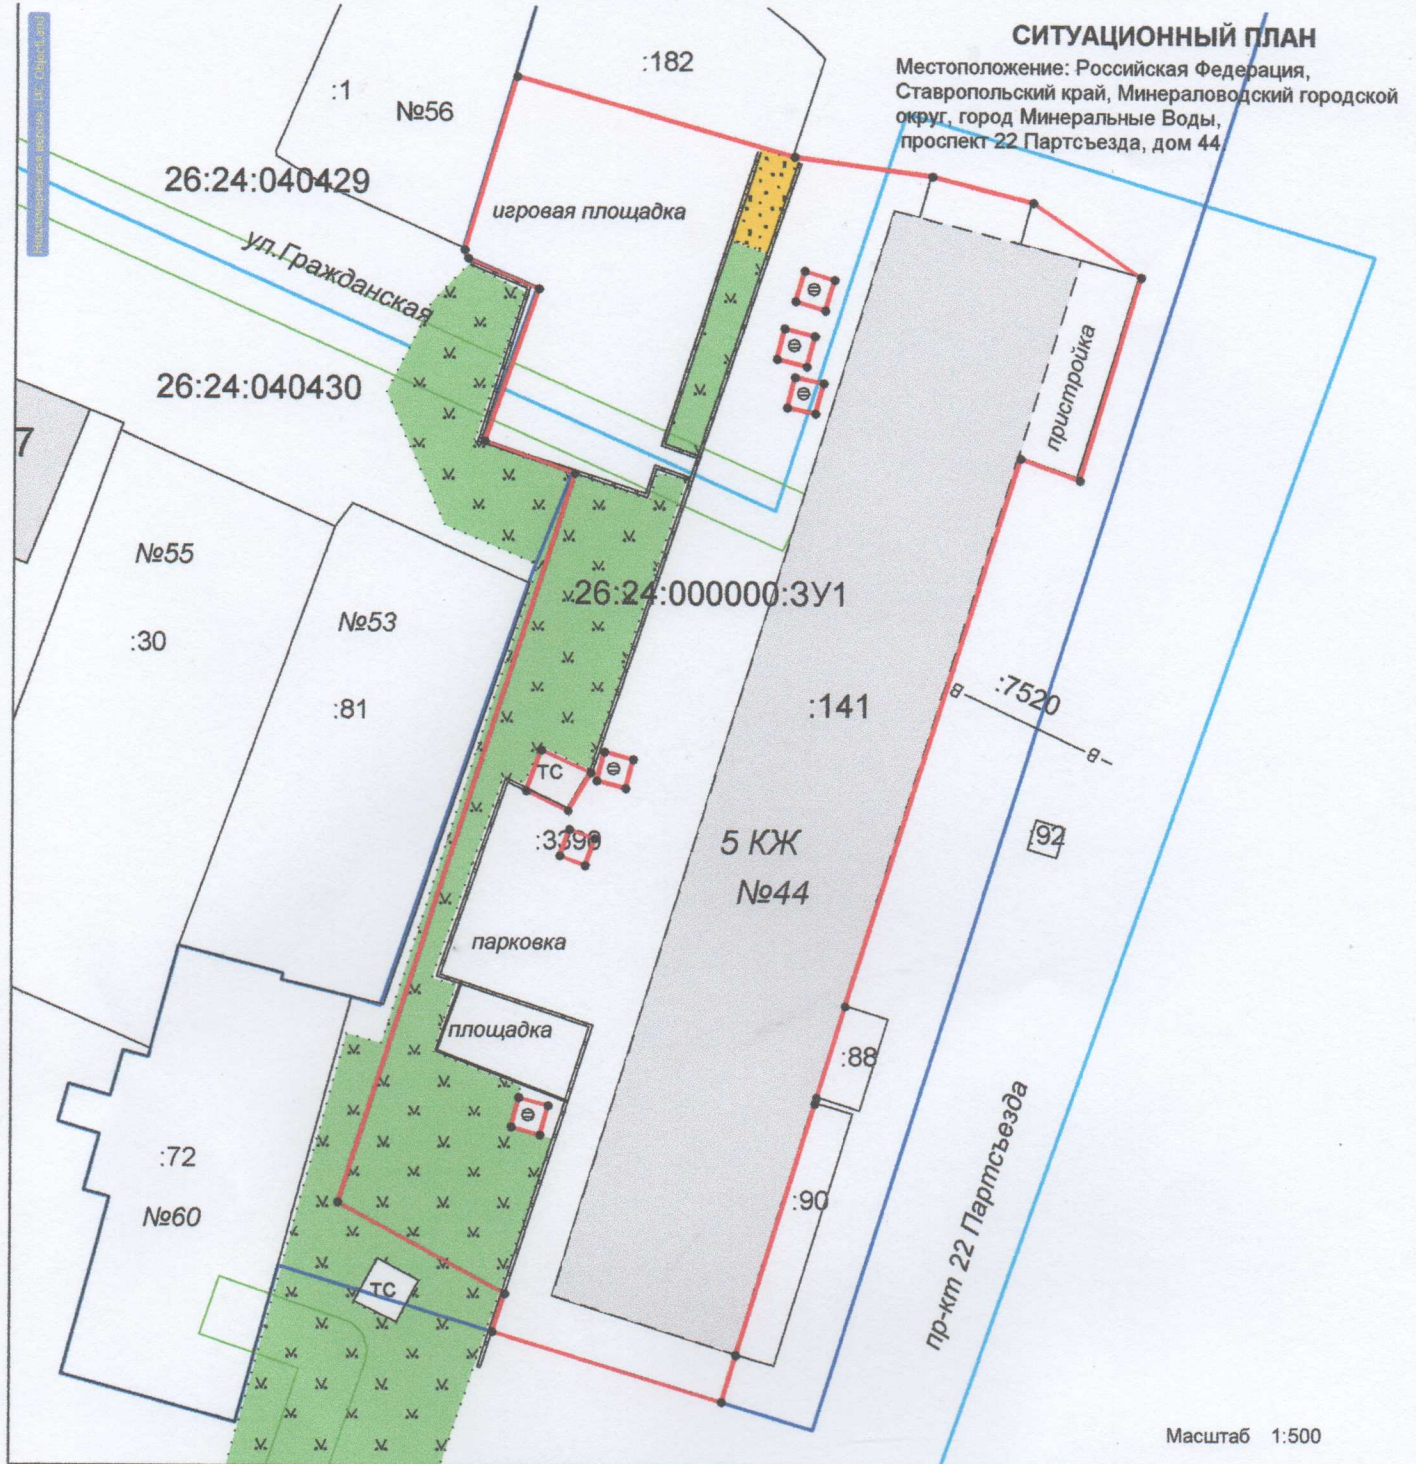 СИТУАЦИОННЫЙ ПЛАН
Местоположение: Российская Федерация,
Ставропольский край, Минераловодский городской
округ, город Минеральные Воды,
проспект 22 Партсъезда, дом 44.
:182
:1
№56
26:24:040429
игровая площадка
ул.Гражданская
26:24:040430
пристройка
7
№55
26:24:000000:ЗУ1
№53
:30
:7520
:81
:141
В
В
ТС
:92
:3390
5 КЖ
№44
парковка
площадка
:88
:72
:90
№60
пр-кт 22 Партсъезда
ТС
Масштаб 1:500